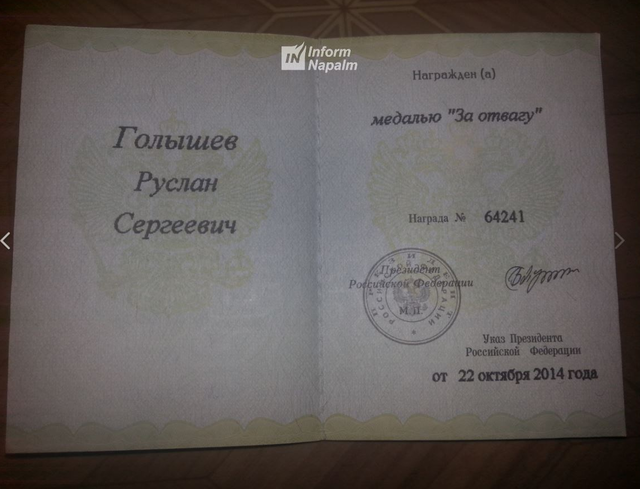 Inform
Napalm
Голышев
Руслан
Сергеевич
Награжден (а)
медалью "За отвагу"
Награда № 64241
Президент
Российской Федерации
М.П.
Указ Президента
Российской Федерации
от 22 октября 2014 года